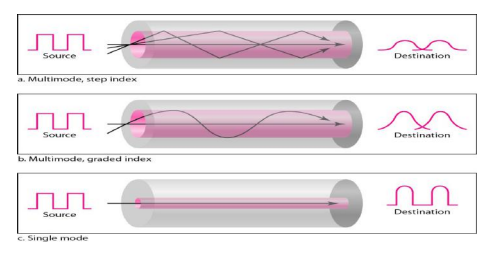 Source
Destination
a. Multimode, step index
Source
Destination
b. Multimode, graded index
Source
Destination
c. Single mode